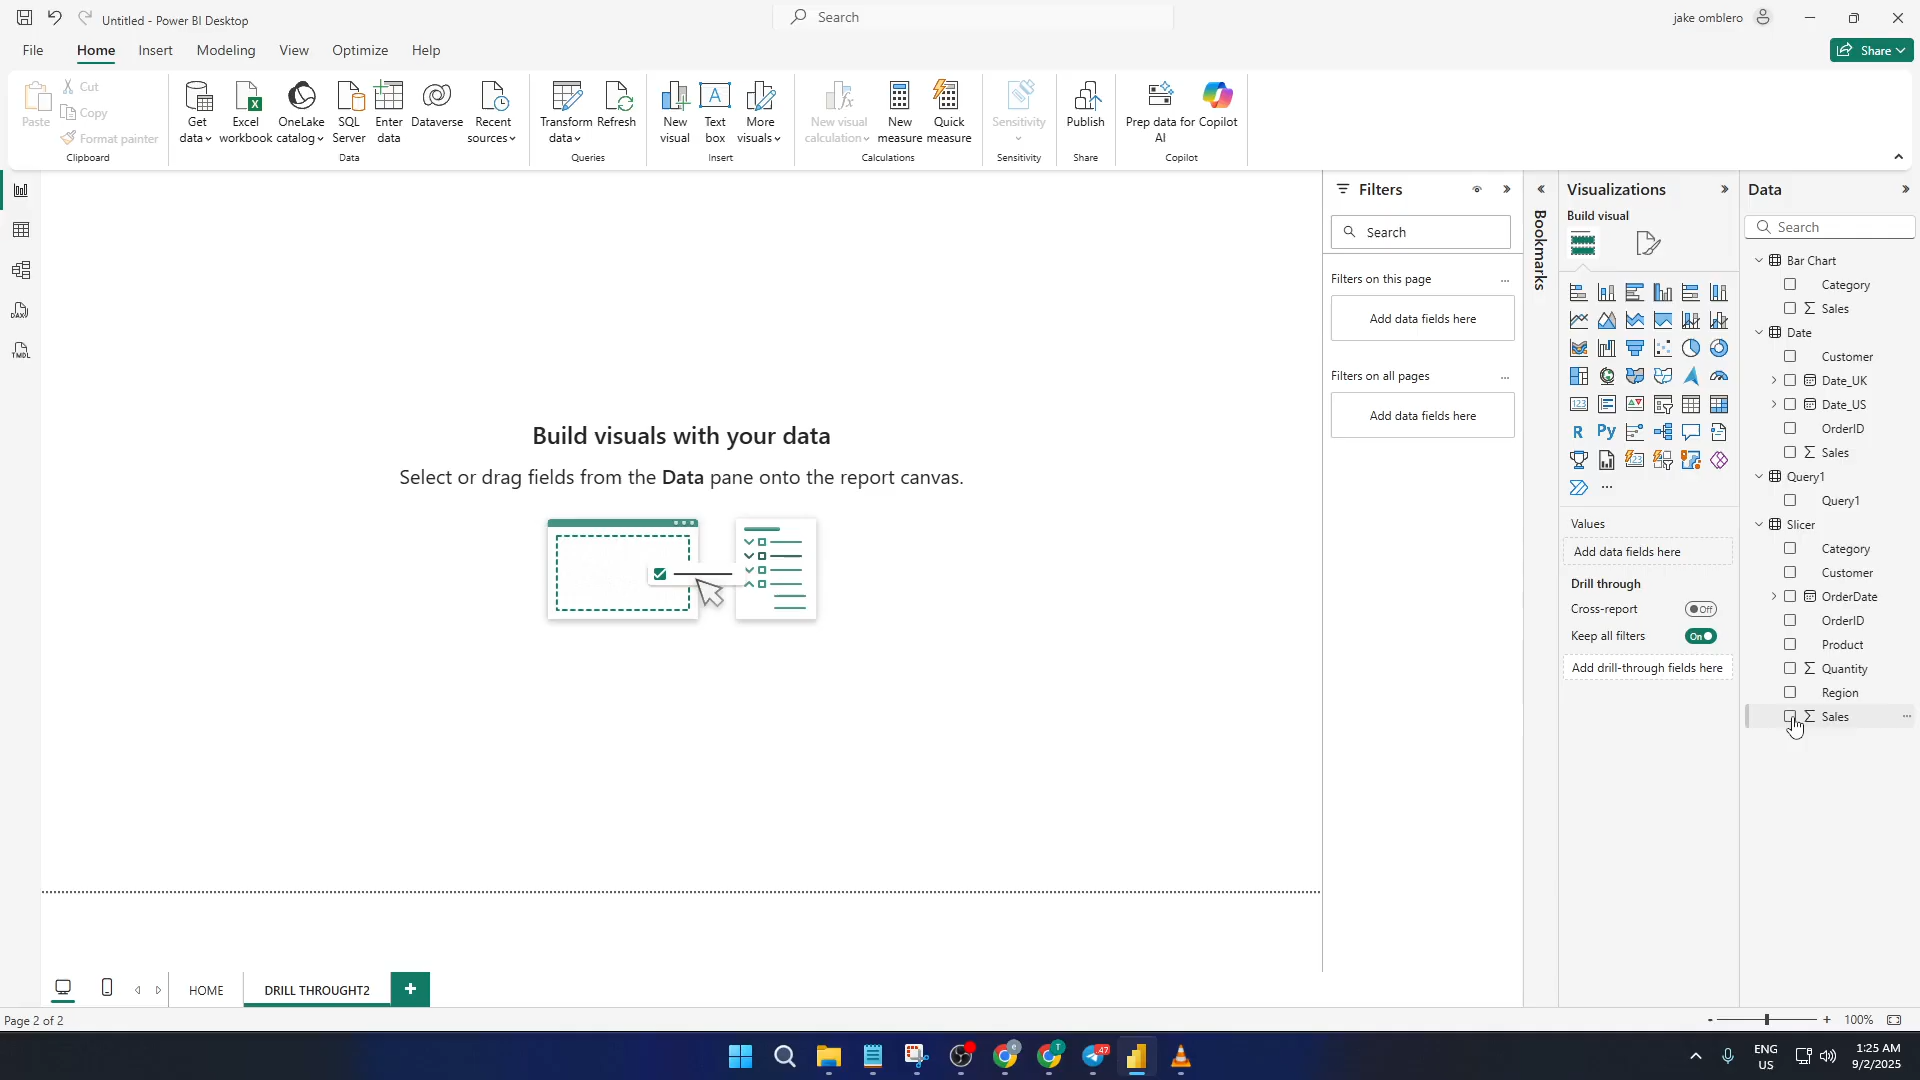 Untitled - Power BI Desktop
Search
jake omblero
File
Home
Insert
Modeling
View
Optimize
Help
Share
Paste
Cut
Copy
Format painter
Clipboard
Get data
Excel workbook
OneLake catalog
SQL Server
Enter data
Dataverse
Recent sources
Data
Transform data
Refresh
Queries
New visual
Text box
More visuals
Insert
New visual calculation
New measure
Quick measure
Calculations
Sensitivity
Sensitivity
Publish
Share
Prep data for AI
Copilot
Copilot
Build visuals with your data
Select or drag fields from the Data pane onto the report canvas.
Filters
Search
Filters on this page
Add data fields here
Filters on all pages
Add data fields here
Bookmarks
Visualizations
Build visual
Values
Add data fields here
Drill through
Cross-report
Off
Keep all filters
On
Add drill-through fields here
Data
Search
Bar Chart
Category
Sales
Date
Customer
Date_UK
Date_US
OrderID
Sales
Query1
Query1
Slicer
Category
Customer
OrderDate
OrderID
Product
Quantity
Region
Sales
HOME
DRILL THROUGHT2
Page 2 of 2
100%
ENG
US
1:25 AM
9/2/2025